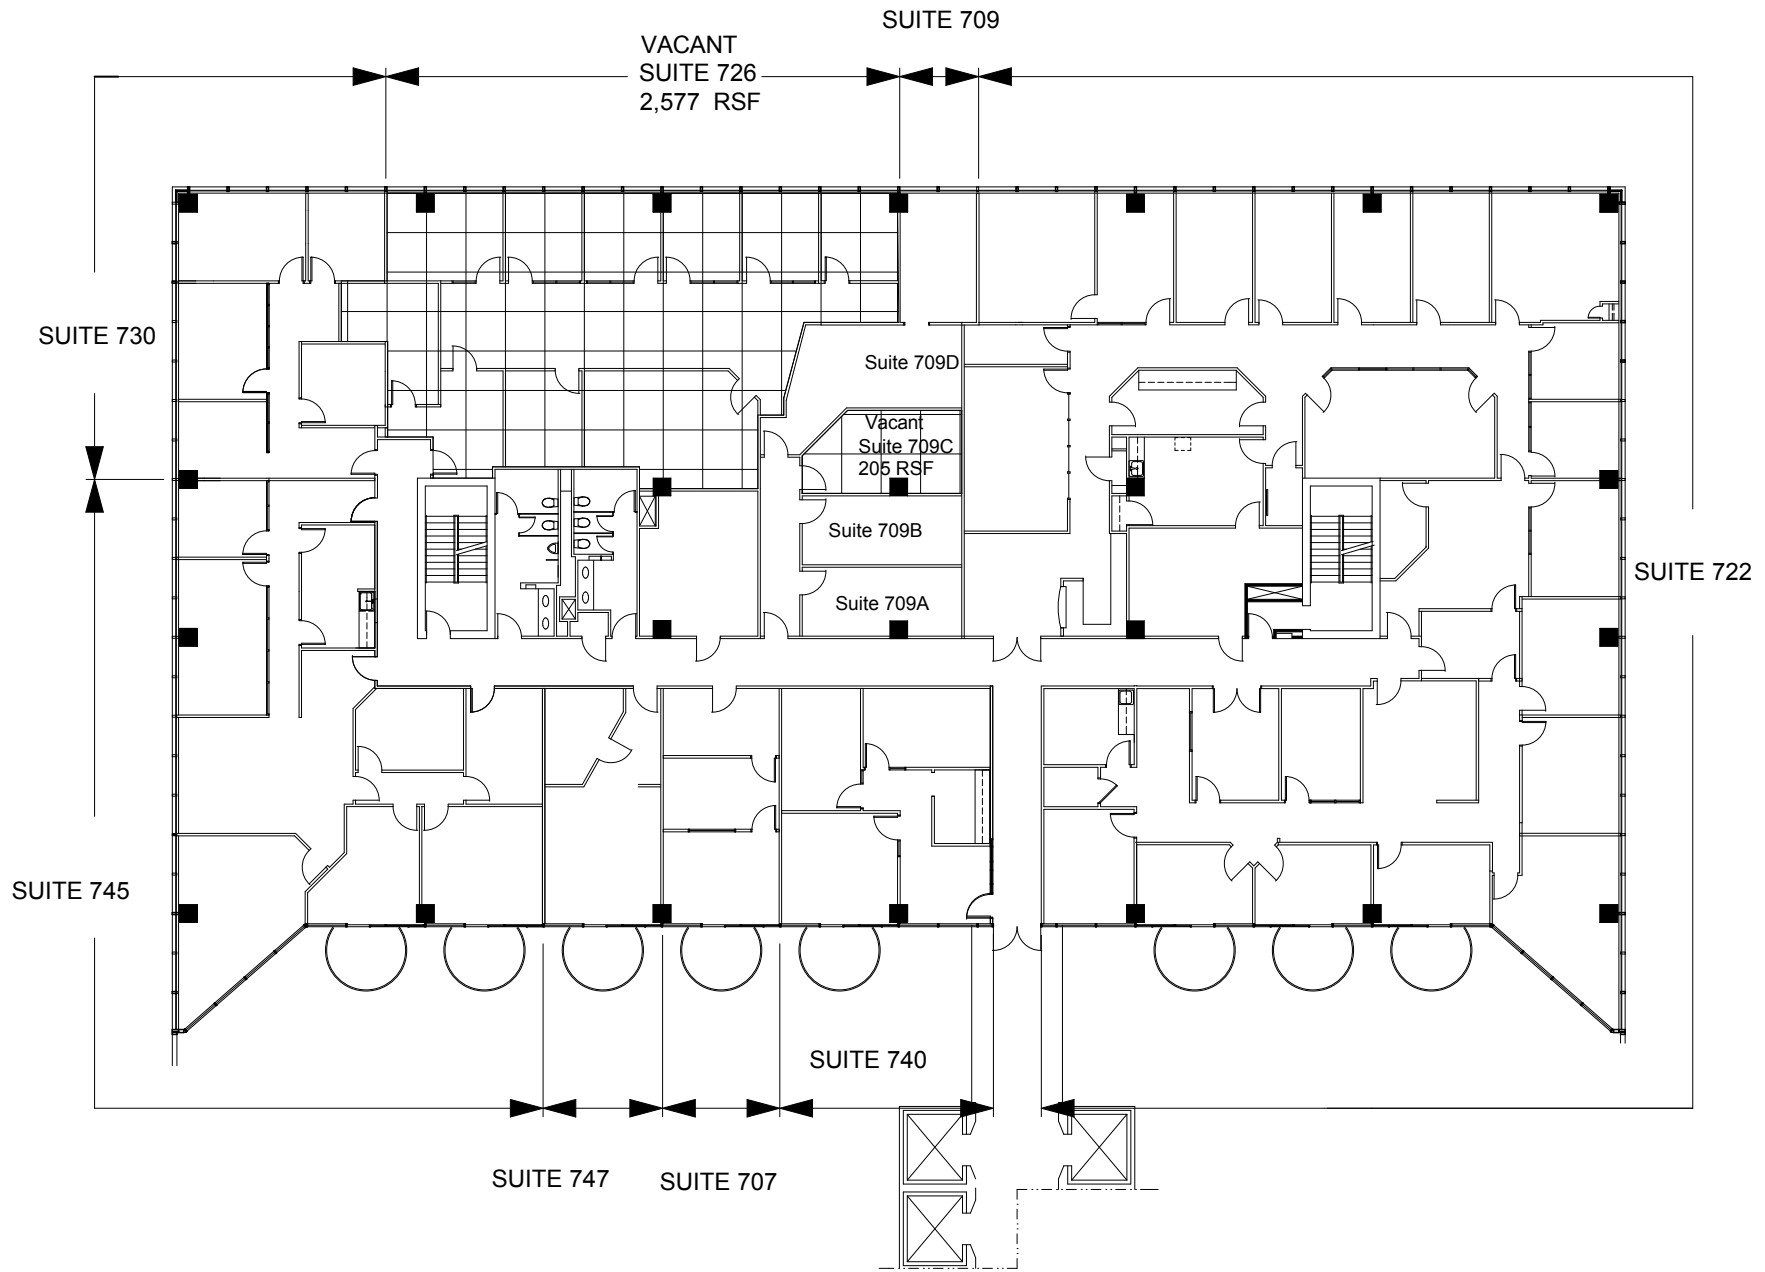 SUITE 709
VACANT
SUITE 726
2,577 RSF
SUITE 730
Suite 709D
Vacant
Suite 709C
205 RSF
Suite 709B
SUITE 722
Suite 709A
SUITE 745
SUITE 740
SUITE 747
SUITE 707